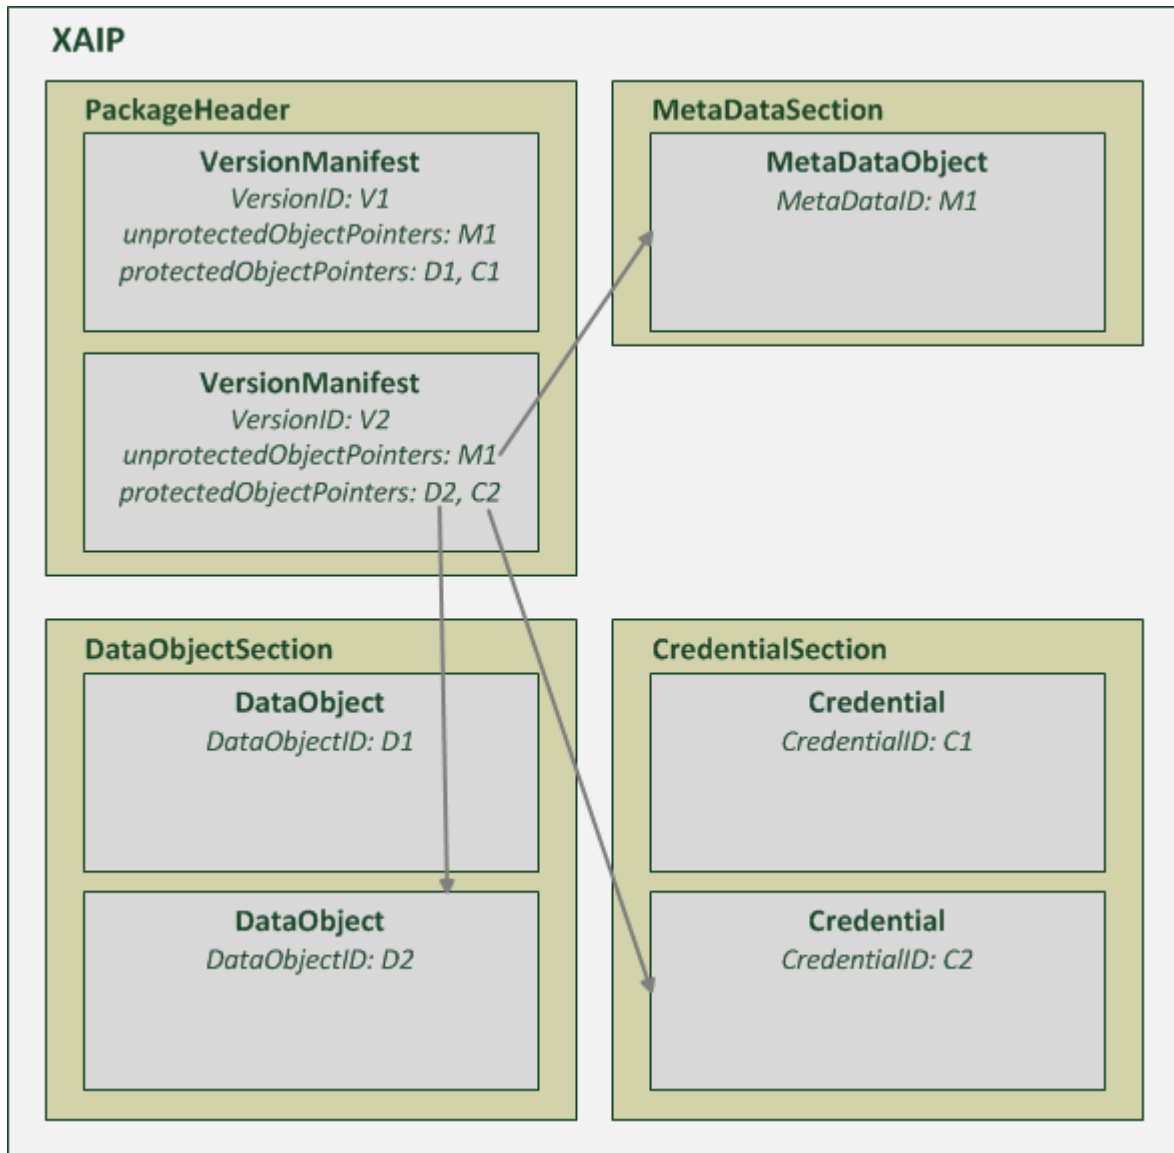 XAIP
PackageHeader
VersionManifest
VersionID: V1
unprotectedObjectPointers: M1
protectedObjectPointers: D1, C1
VersionManifest
VersionID: V2
unprotectedObjectPointers: M1
protectedObjectPointers: D2, C2
MetaDataSection
MetaDataObject
MetaDataID: M1
DataObjectSection
DataObject
DataObjectID: D1
DataObject
DataObjectID: D2
CredentialSection
Credential
CredentialID: C1
Credential
CredentialID: C2